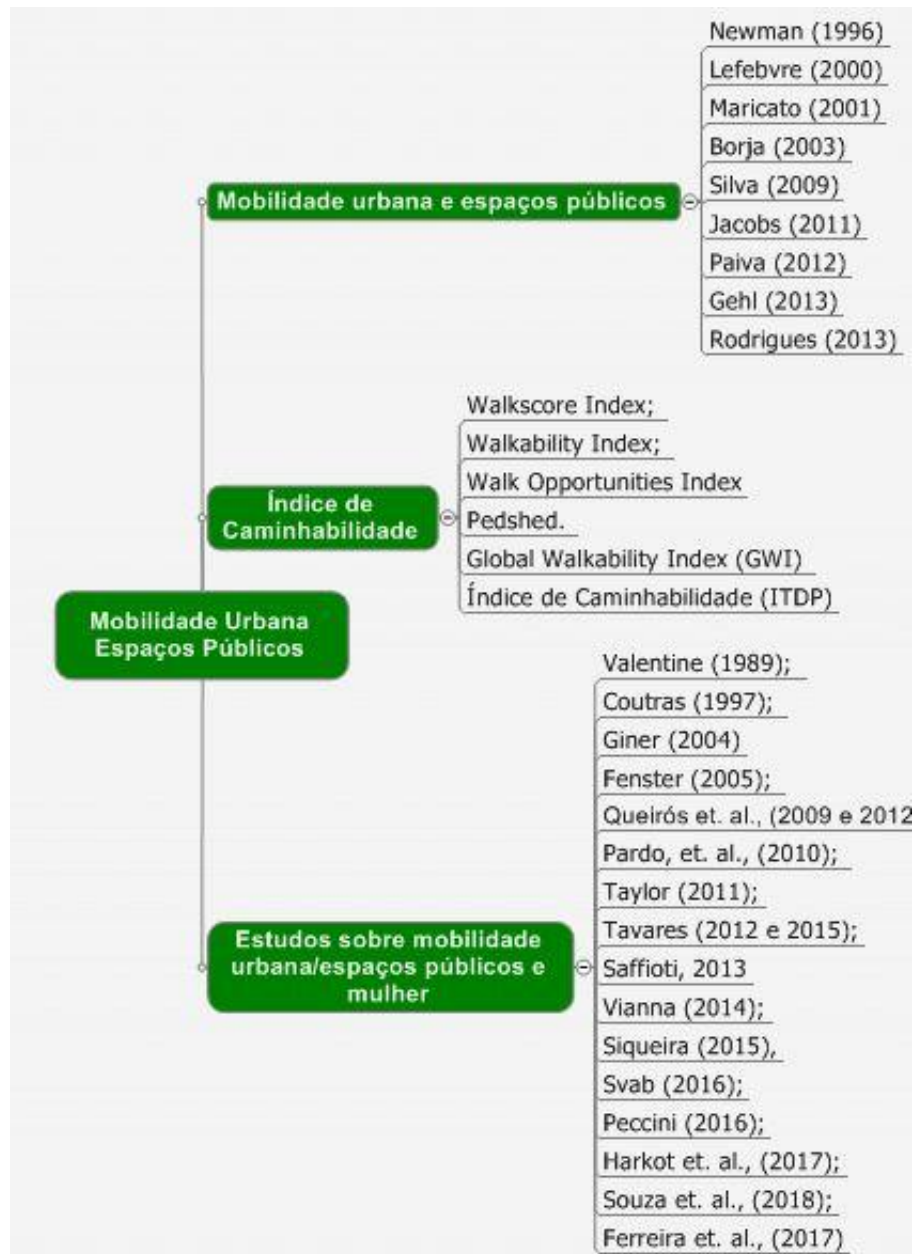 Newman (1996)
Lefebvre (2000)
Maricato (2001)
Borja (2003)
Mobilidade urbana e espaços públicos
Silva (2009)
Jacobs (2011)
Paiva (2012)
Gehl (2013)
Rodrigues (2013)
Walkscore Index;
Walkability Index;
Índice de
Caminhabilidade
Walk Opportunities Index
Pedshed.
Global Walkability Index (GWI)
Índice de Caminhabilidade (ITDP)
Mobilidade Urbana
Espaços Públicos
Valentine (1989);
Coutras (1997);
Giner (2004)
Fenster (2005);
Queirós et. al., (2009 e 2012
Pardo, et. al., (2010);
Taylor (2011);
Tavares (2012 e 2015);
Estudos sobre mobilidade
urbana/espaços públicos e
mulher
Saffioti, 2013
Vianna (2014);
Siqueira (2015),
Svab (2016);
Peccini (2016);
Harkot et. al., (2017);
Souza et. al., (2018);
Ferreira et. al., (2017)